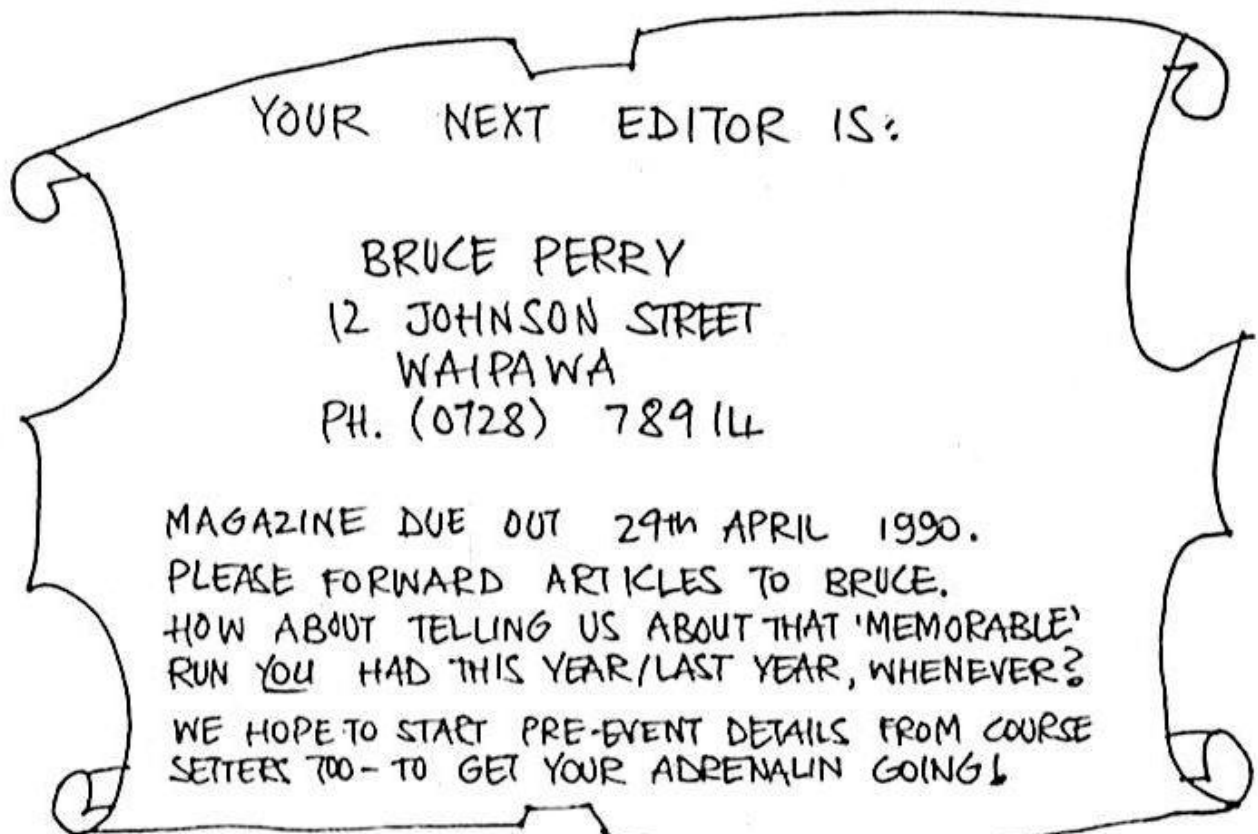 YOUR NEXT EDITOR IS:
BRUCE PERRY
12 JOHNSON STREET
WAIPAWA
PH. (0728) 78914
MAGAZINE DUE OUT 29th APRIL 1990.
PLEASE FORWARD ARTICLES TO BRUCE.
HOW ABOUT TELLING US ABOUT THAT 'MEMORABLE'
RUN YOU HAD THIS YEAR/LAST YEAR, WHENEVER?
WE HOPE TO START PRE-EVENT DETAILS FROM COURSE
SETTERS TOO - TO GET YOUR ADRENALIN GOING!